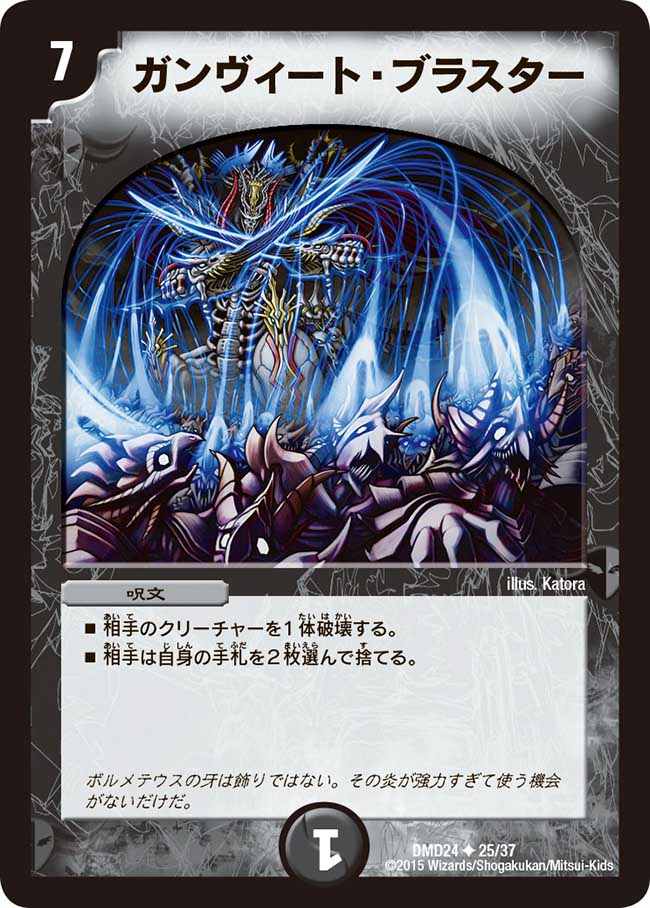 7
ガンヴィート・ブラスター
illus. Katora
呪文
■ 相手のクリーチャーを1体破壊する。
■ 相手は自身の手札を2枚選んで捨てる。
ボルメテウスの牙は飾りではない。その炎が強力すぎて使う機会
がないだけだ。
1
DMD24 ◆ 25/37
©2015 Wizards/Shogakukan/Mitsui-Kids